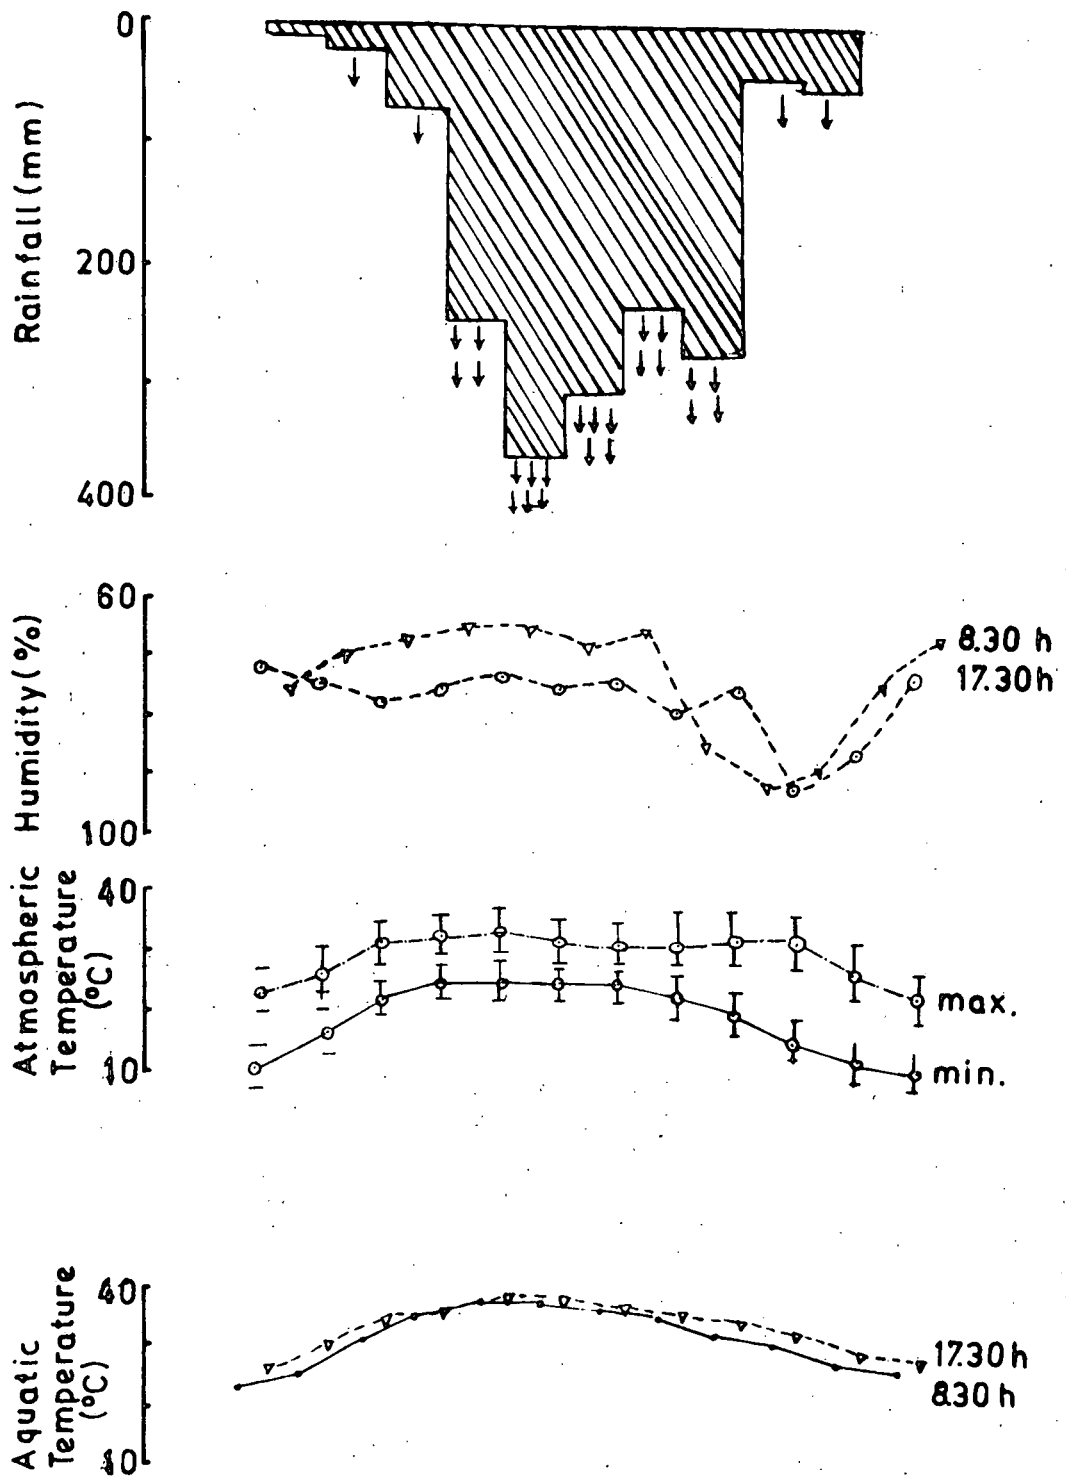 0
200
400
Rainfall (mm)
60
100
Humidity (%)
8.30 h
17.30 h
40
10
Atmospheric
Temperature
(°C)
max.
min.
40
10
Aquatic
Temperature
(°C)
17.30 h
8.30 h